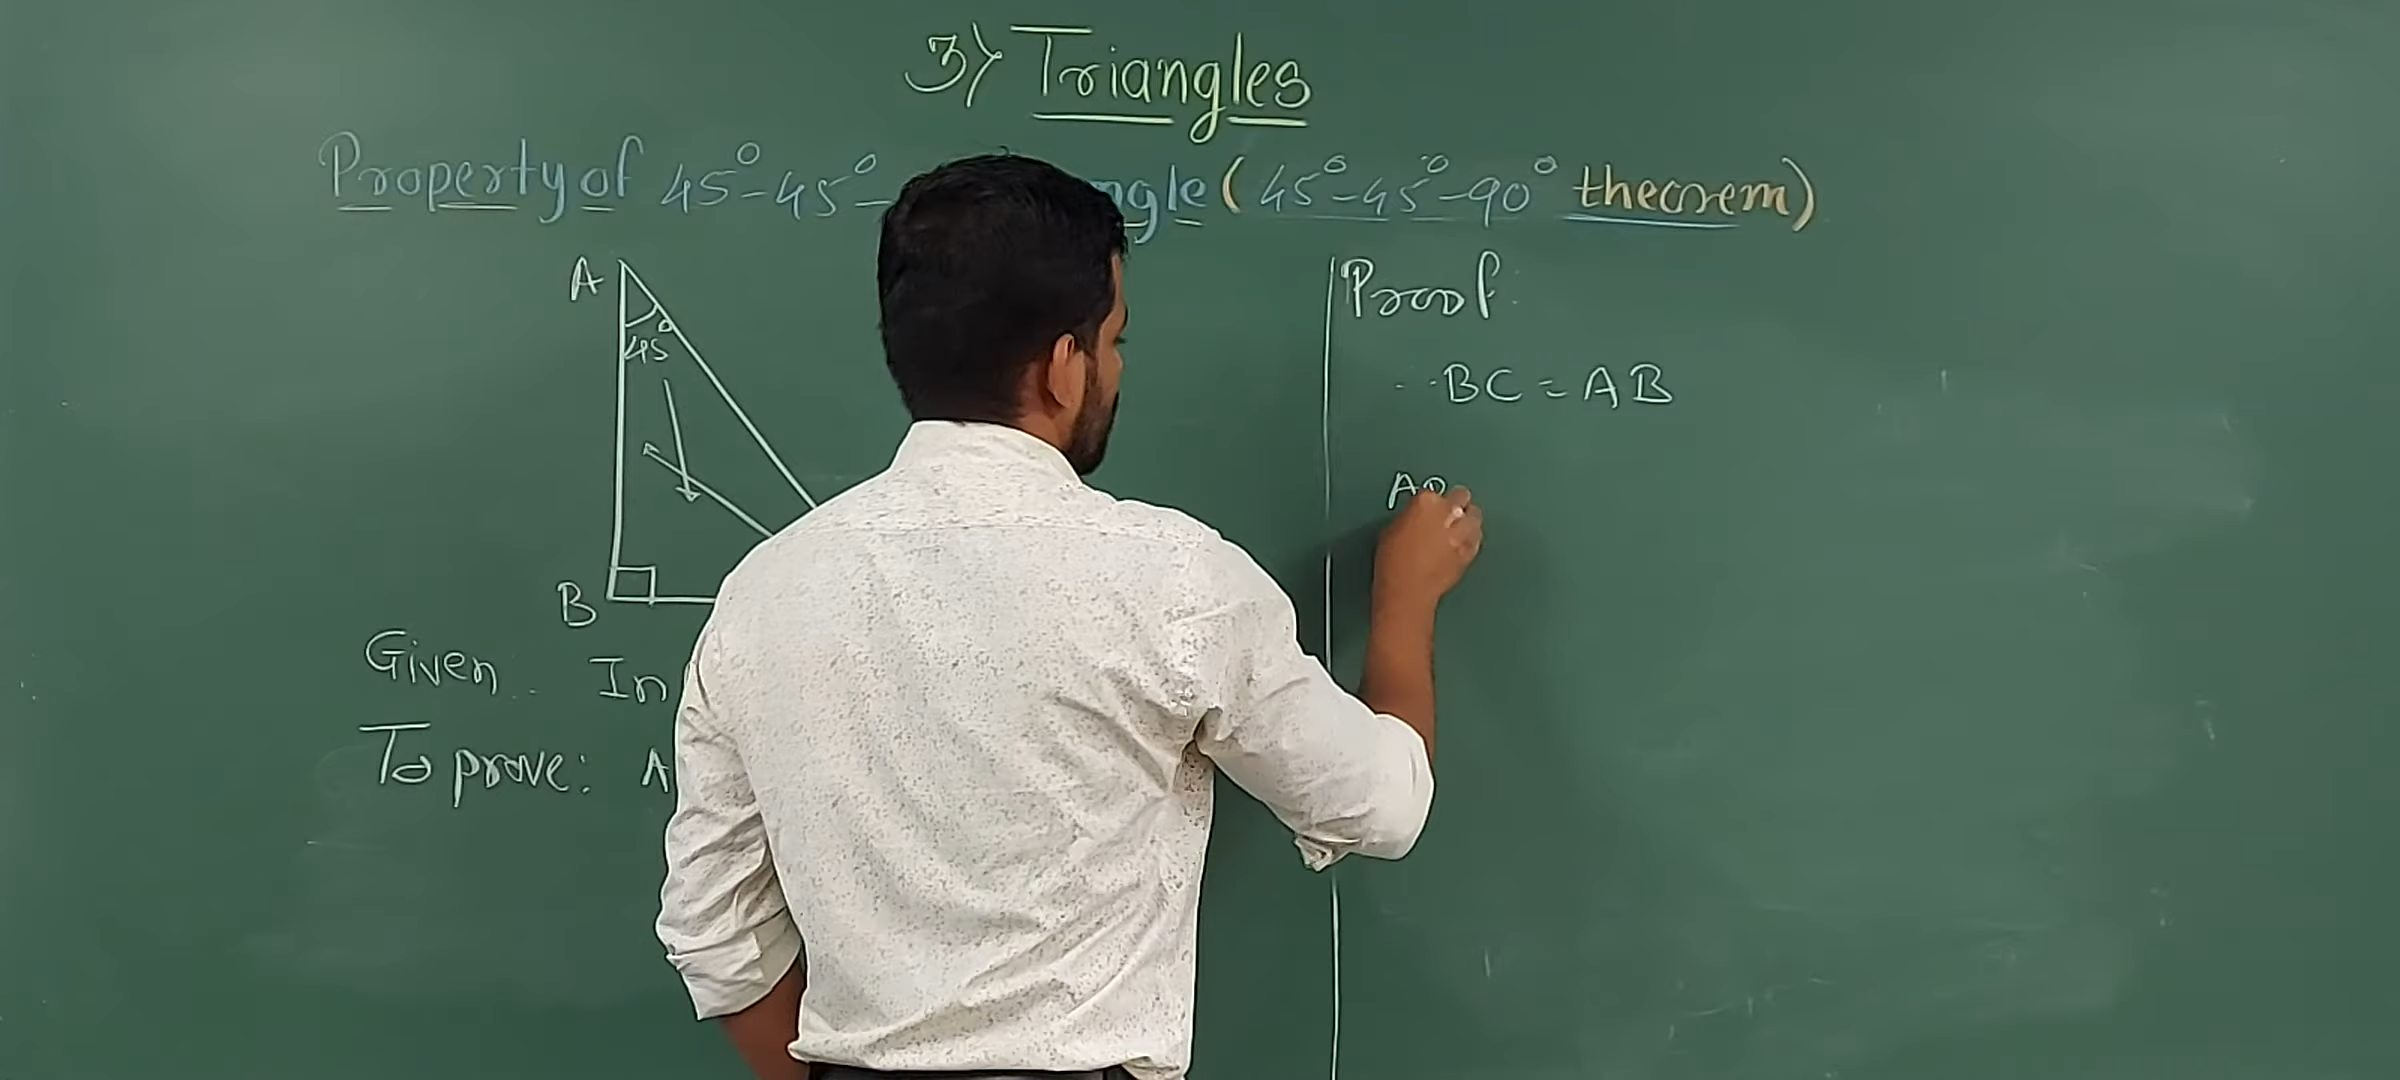 3) Triangles
Property of 45°-45°- ngle (45°-45°-90° theorem)
A
45°
B
Given. In
To prove: A
Proof:
BC = AB
AB